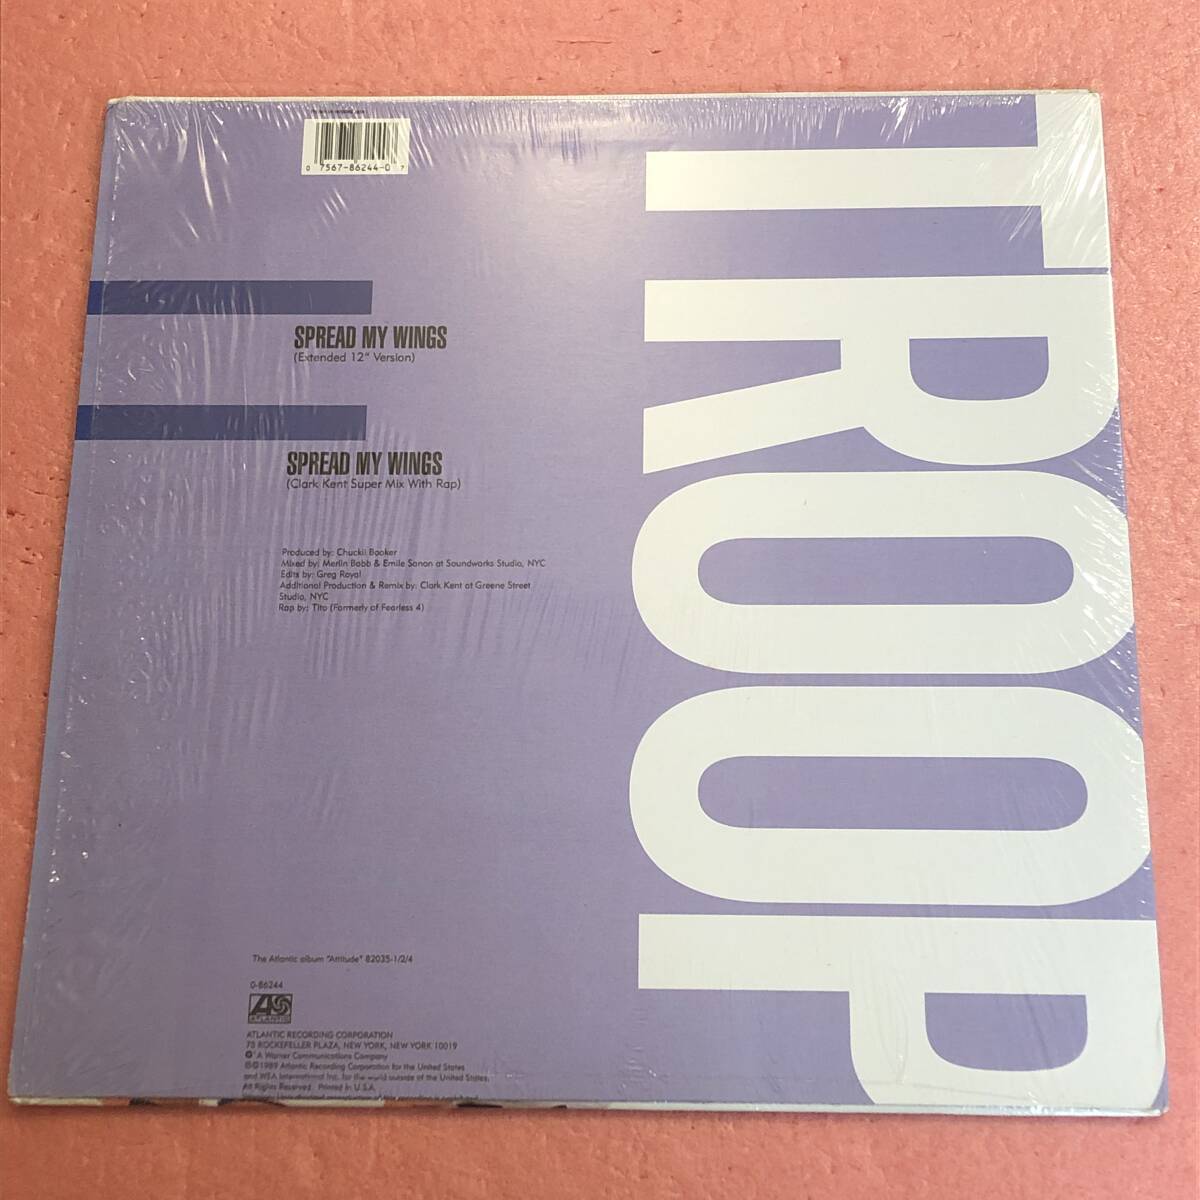 0 7567-86244-0 7
TROOP
SPREAD MY WINGS
(Extended 12" Version)
SPREAD MY WINGS
(Clark Kent Super Mix With Rap)
Produced by: Chuckii Booker
Mixed by: Merlin Bobb & Emile Sanon at Soundworks Studio, NYC
Edits by: Greg Royal
Additional Production & Remix by: Clark Kent at Greene Street
Studio, NYC
Rap by: Tito (Formerly of Fearless 4)
The Atlantic album "Attitude" 82035-1/2/4
0-86244
ATLANTIC
ATLANTIC RECORDING CORPORATION
75 ROCKEFELLER PLAZA, NEW YORK, NEW YORK 10019
A Warner Communications Company
℗©1989 Atlantic Recording Corporation for the United States
and WEA International Inc. for the world outside of the United States.
All Rights Reserved. Printed in U.S.A.